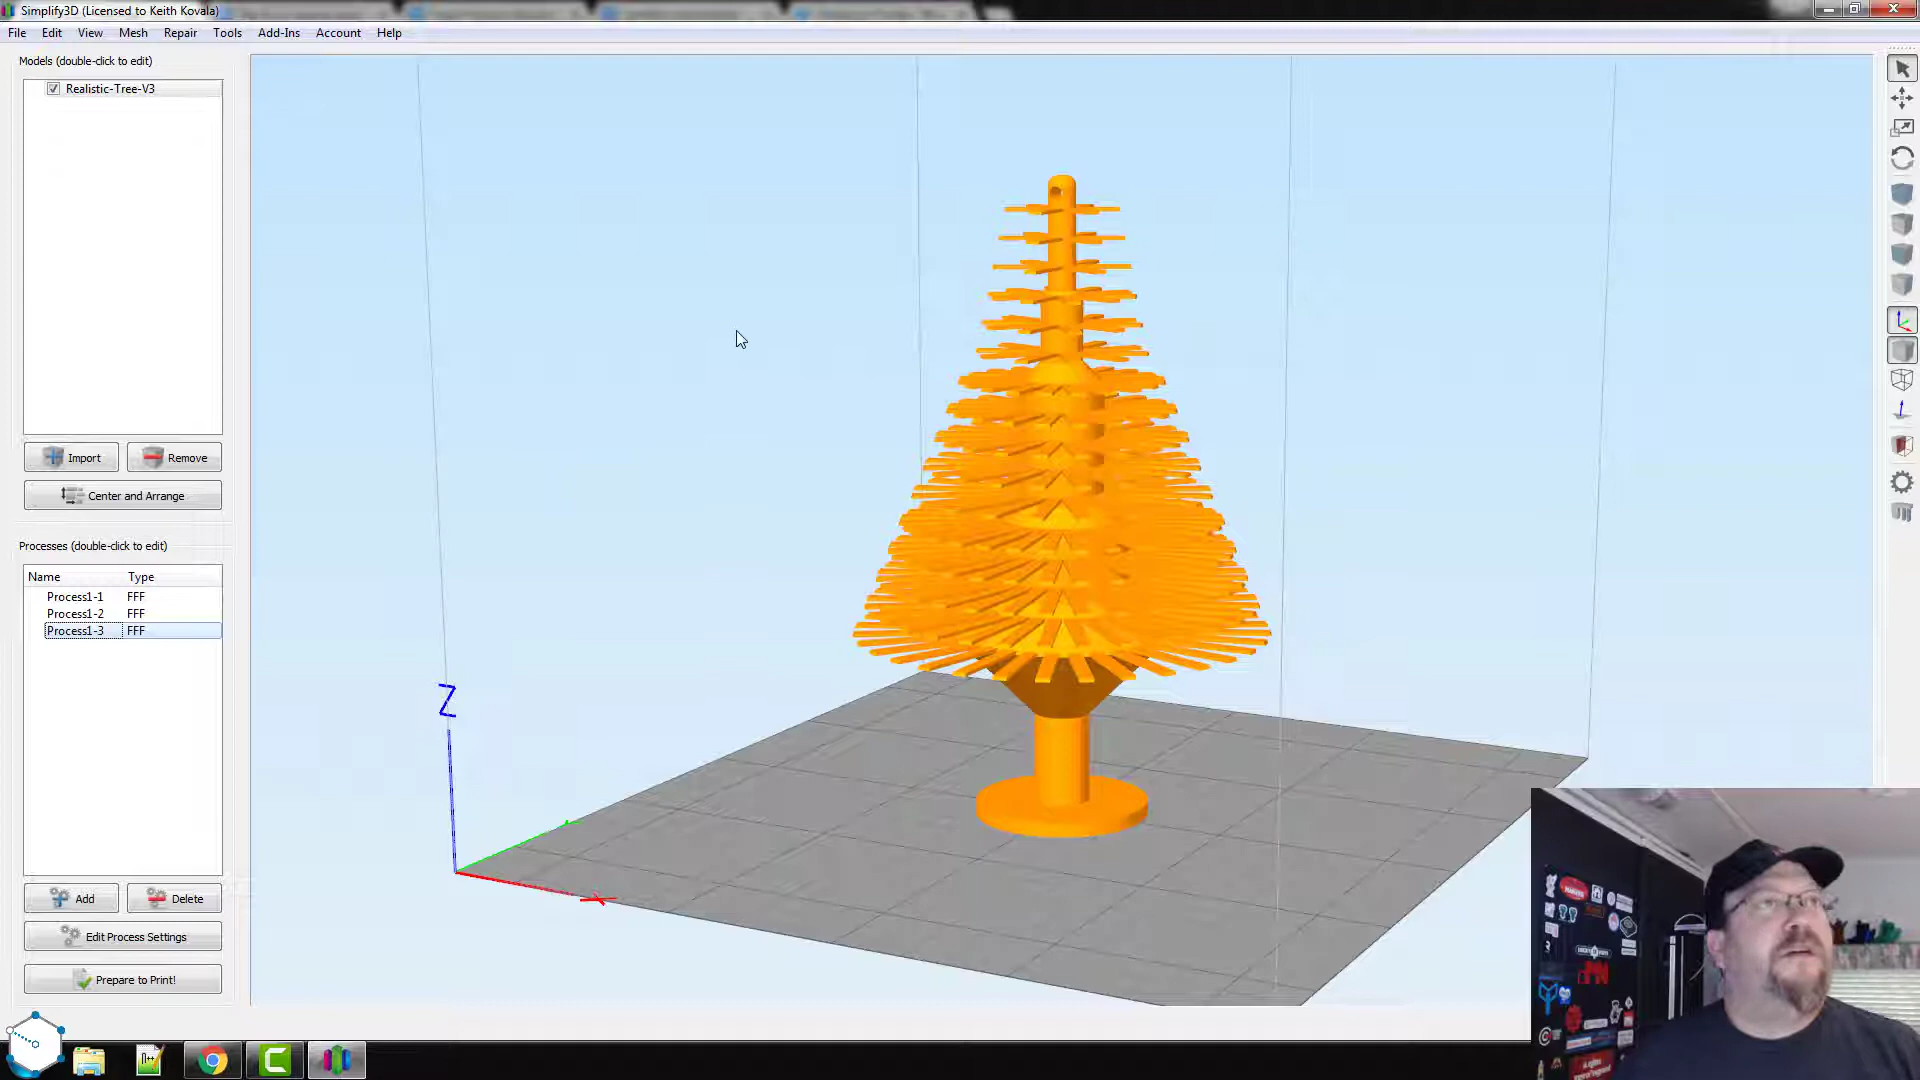 Simplify3D (Licensed to Keith Kovala)
File Edit View Mesh Repair Tools Add-Ins Account Help
Models (double-click to edit)
Realistic-Tree-V3
Import Remove
Center and Arrange
Processes (double-click to edit)
Name Type
Process1-1 FFF
Process1-2 FFF
Process1-3 FFF
Add Delete
Edit Process Settings
Prepare to Print!
Z